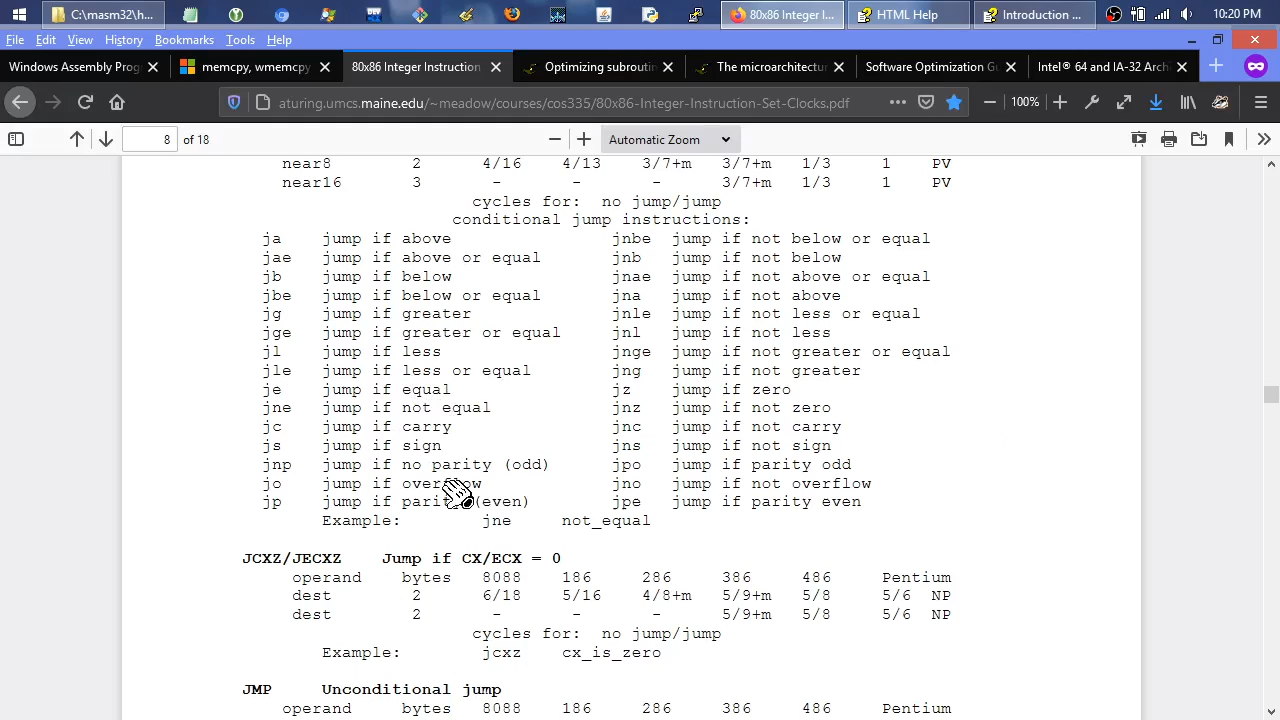 C:\masm32\h...
80x86 Integer I...
HTML Help
Introduction ...
10:20 PM
File Edit View History Bookmarks Tools Help
Windows Assembly Prog
memcpy, wmemcpy
80x86 Integer Instruction
Optimizing subroutin
The microarchitectur
Software Optimization Gu
Intel® 64 and IA-32 Arch
aturing.umcs.maine.edu/~meadow/courses/cos335/80x86-Integer-Instruction-Set-Clocks.pdf
100%
8 of 18
Automatic Zoom
near8 2 4/16 4/13 3/7+m 3/7+m 1/3 1 PV
near16 3 - - - 3/7+m 1/3 1 PV
cycles for: no jump/jump
conditional jump instructions:
ja jump if above jnbe jump if not below or equal
jae jump if above or equal jnb jump if not below
jb jump if below jnae jump if not above or equal
jbe jump if below or equal jna jump if not above
jg jump if greater jnle jump if not less or equal
jge jump if greater or equal jnl jump if not less
jl jump if less jnge jump if not greater or equal
jle jump if less or equal jng jump if not greater
je jump if equal jz jump if zero
jne jump if not equal jnz jump if not zero
jc jump if carry jnc jump if not carry
js jump if sign jns jump if not sign
jnp jump if no parity (odd) jpo jump if parity odd
jo jump if overflow jno jump if not overflow
jp jump if parity (even) jpe jump if parity even
Example: jne not_equal
JCXZ/JECXZ Jump if CX/ECX = 0
operand bytes 8088 186 286 386 486 Pentium
dest 2 6/18 5/16 4/8+m 5/9+m 5/8 5/6 NP
dest 2 - - - 5/9+m 5/8 5/6 NP
cycles for: no jump/jump
Example: jcxz cx_is_zero
JMP Unconditional jump
operand bytes 8088 186 286 386 486 Pentium